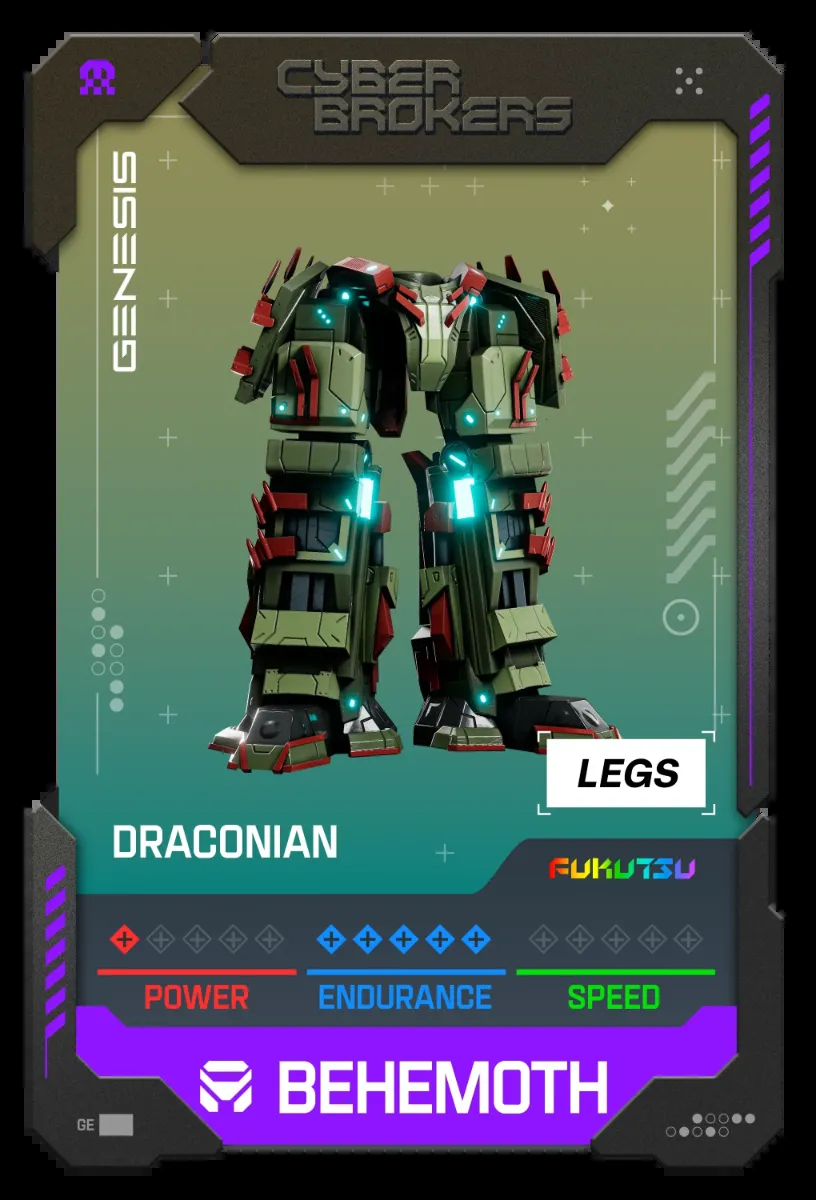 CYBER
BROKERS
GENESIS
LEGS
DRACONIAN
FUKUTSU
POWER
ENDURANCE
SPEED
BEHEMOTH
GE